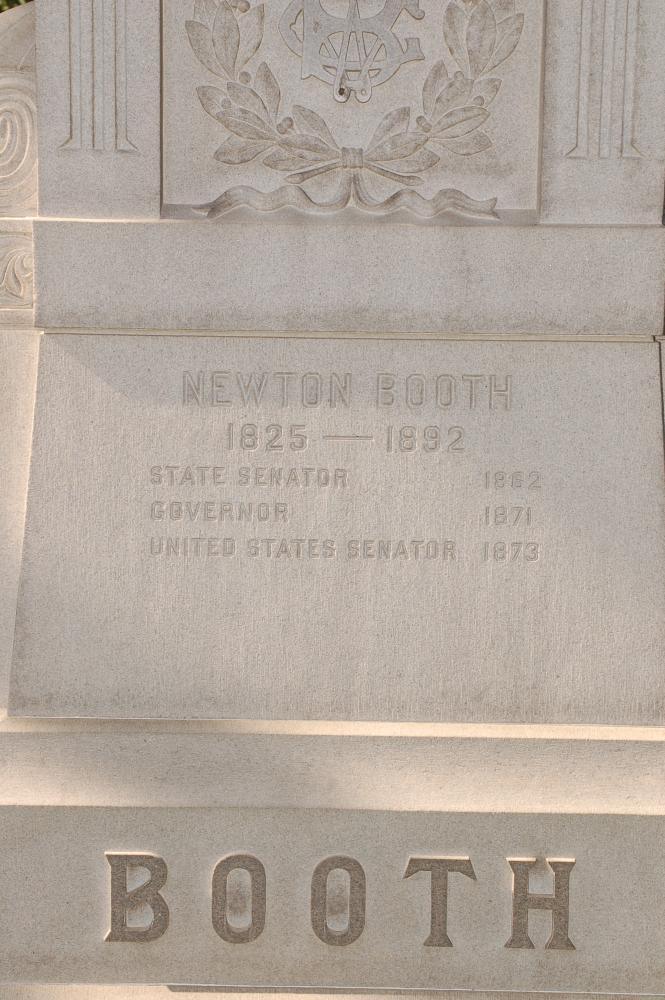 NEWTON BOOTH
1825 — 1892
STATE SENATOR 1862
GOVERNOR 1871
UNITED STATES SENATOR 1873
BOOTH